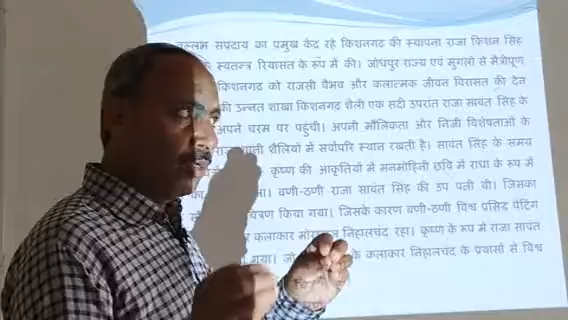 वल्लभ संप्रदाय का प्रमुख केंद्र रहे किशनगढ़ की स्थापना राजा किशन सिंह
स्वतन्त्र रियासत के रूप में की। जोधपुर राज्य एवं मुगलों से मैत्रीपूर्ण
किशनगढ़ को राजसी वैभव और कलात्मक जीवन विरासत की देन
की उन्नत शाखा किशनगढ़ शैली एक सदी उपरांत राजा सावंत सिंह के
अपने चरम पर पहुंची। अपनी मौलिकता और निजी विशेषताओं के
शैलियों में सर्वोपरि स्थान रखती है। सावंत सिंह के समय
कृष्ण की आकृतियों में मनमोहिनी छवि में राधा के रूप में
बणी-ठणी राजा सावंत सिंह की उप पत्नी थी। जिसका
चित्रण किया गया। जिसके कारण बणी-ठणी विश्व प्रसिद्ध पेंटिंग
कलाकार निहालचंद रहा। कृष्ण के रूप में राजा सावंत
गया। के कलाकार निहालचंद के प्रयासों से विश्व